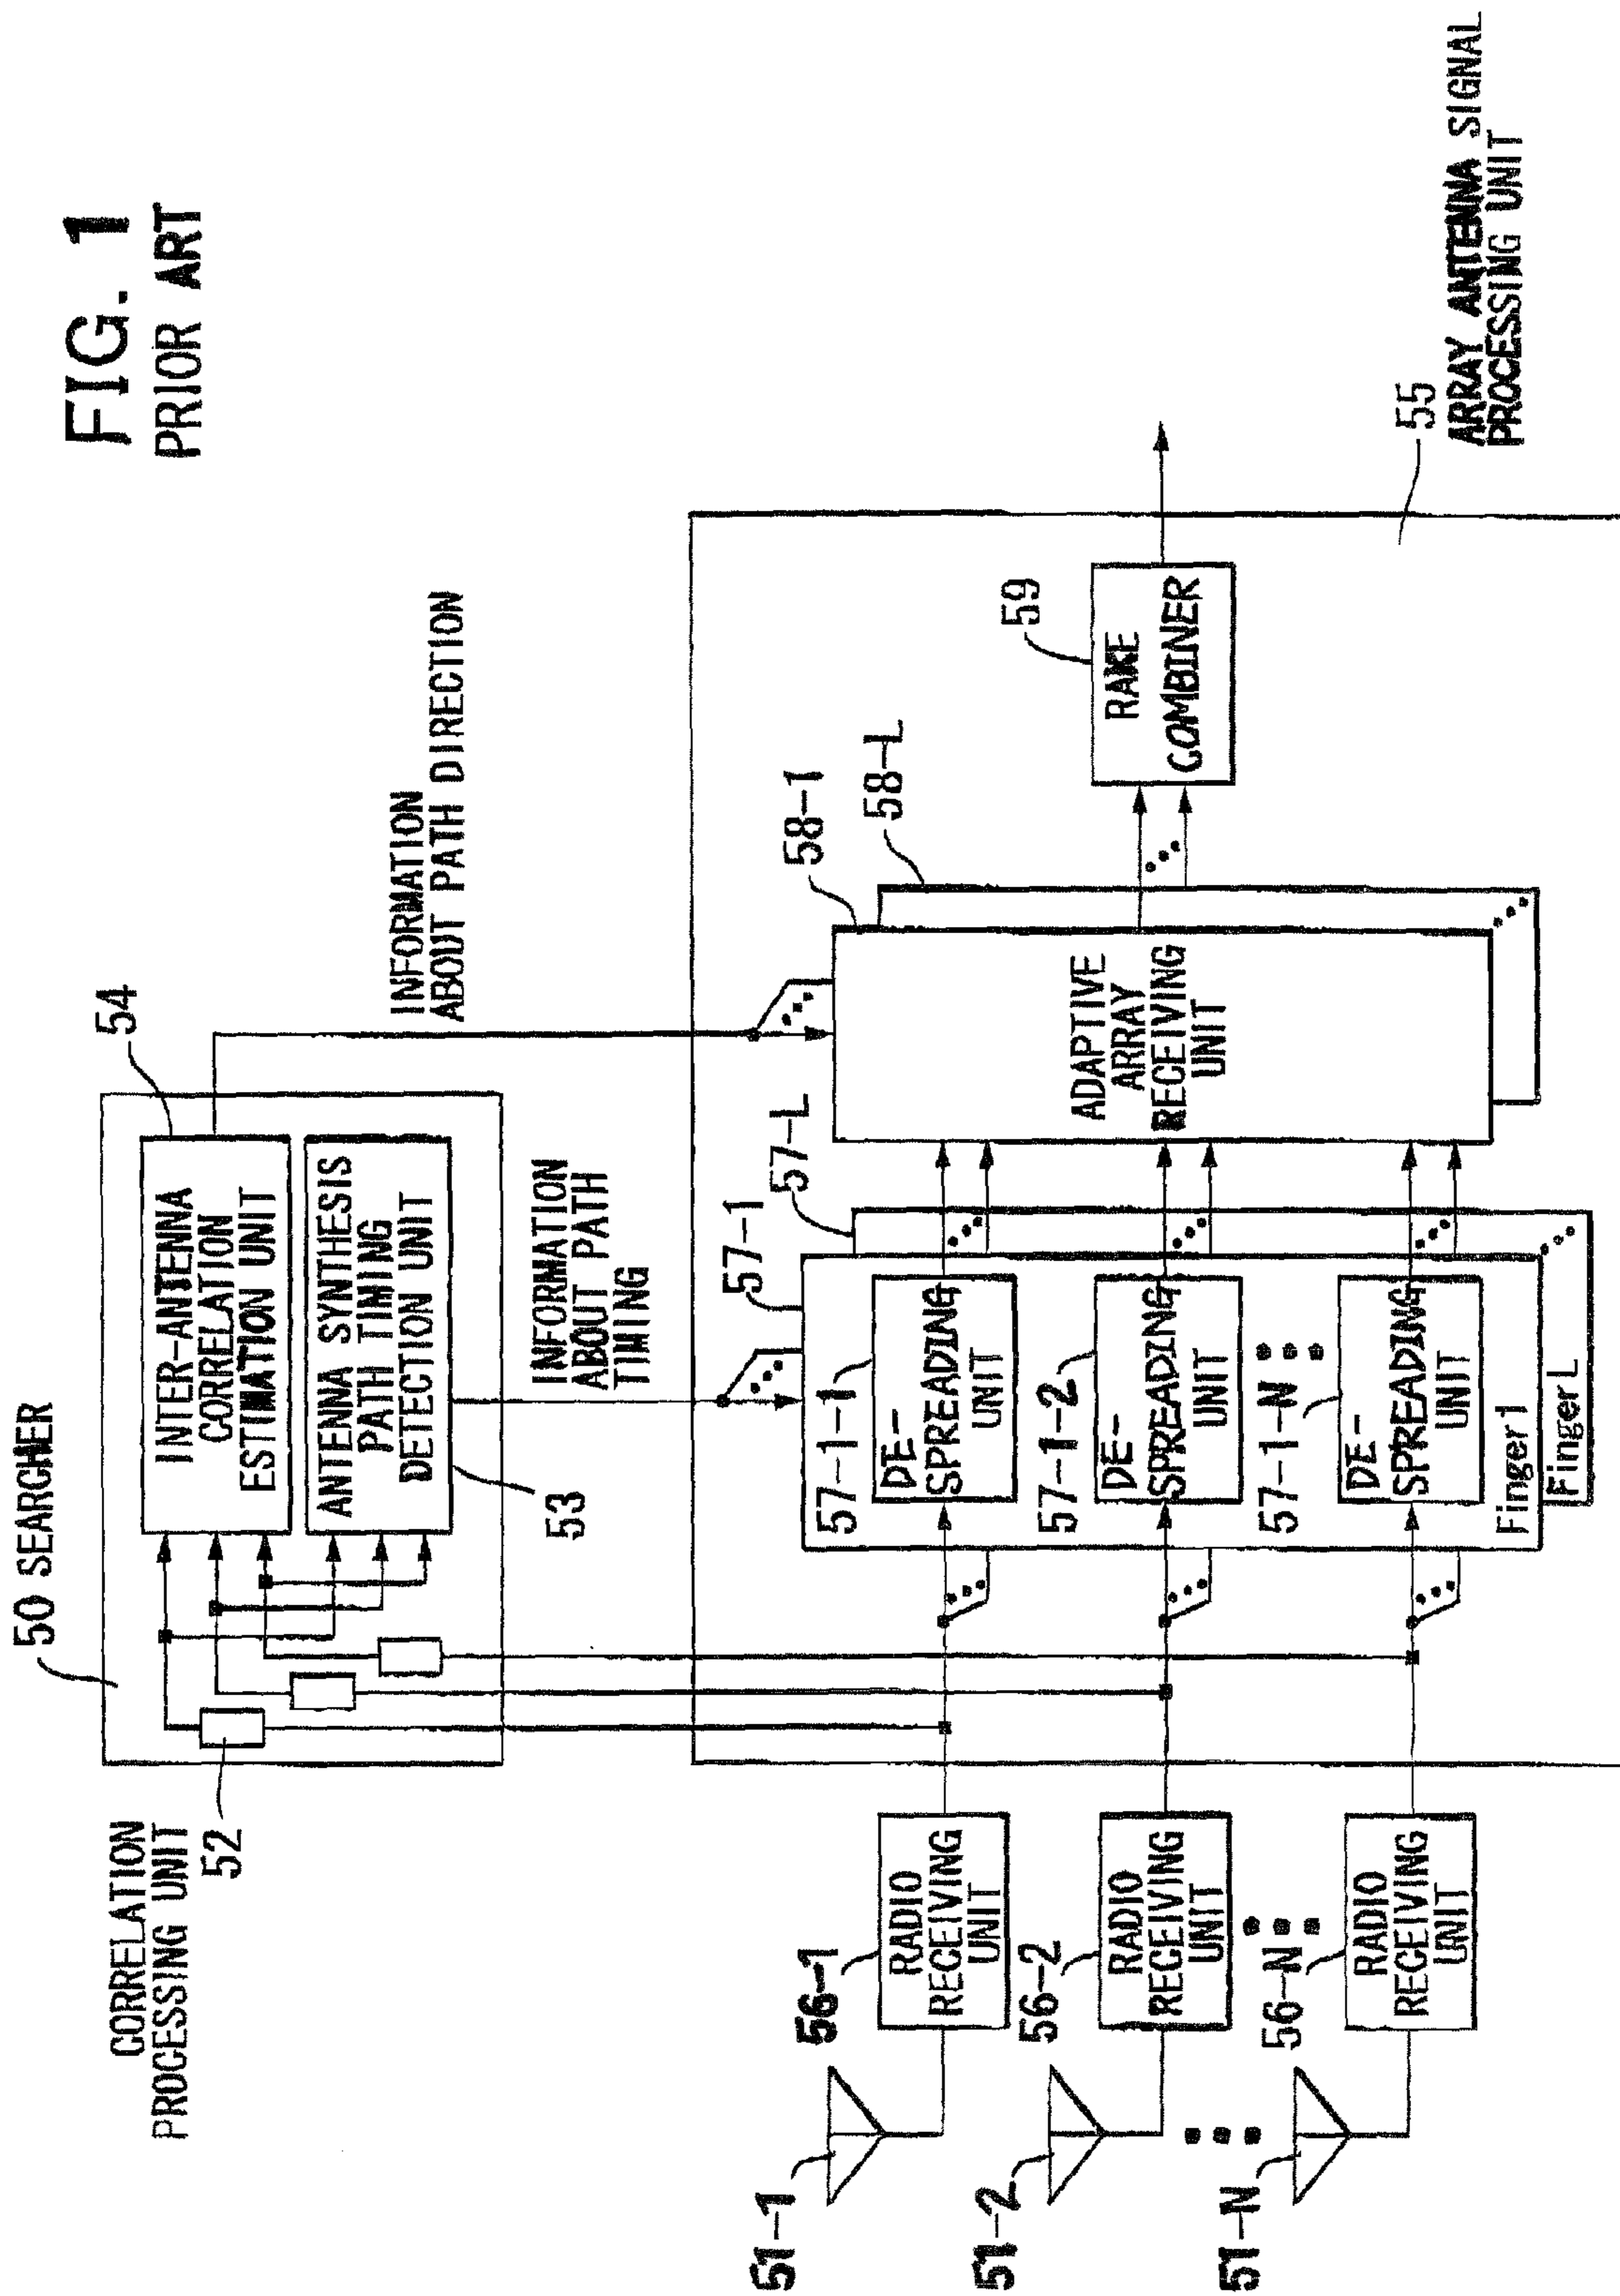 FIG. 1
PRIOR ART
50 SEARCHER
CORRELATION
PROCESSING UNIT
52
INTER-ANTENNA
CORRELATION
ESTIMATION UNIT
54
ANTENNA SYNTHESIS
PATH TIMING
DETECTION UNIT
53
INFORMATION
ABOUT PATH DIRECTION
INFORMATION
ABOUT PATH
TIMING
51-1
56-1
RADIO
RECEIVING
UNIT
51-2
56-2
RADIO
RECEIVING
UNIT
51-N
56-N
RADIO
RECEIVING
UNIT
57-1
57-L
57-1-1
DE-
SPREADING
UNIT
57-1-2
DE-
SPREADING
UNIT
57-1-N
DE-
SPREADING
UNIT
Finger1
Finger L
58-1
58-L
ADAPTIVE
ARRAY
RECEIVING
UNIT
59
RAKE
COMBINER
55
ARRAY ANTENNA SIGNAL
PROCESSING UNIT